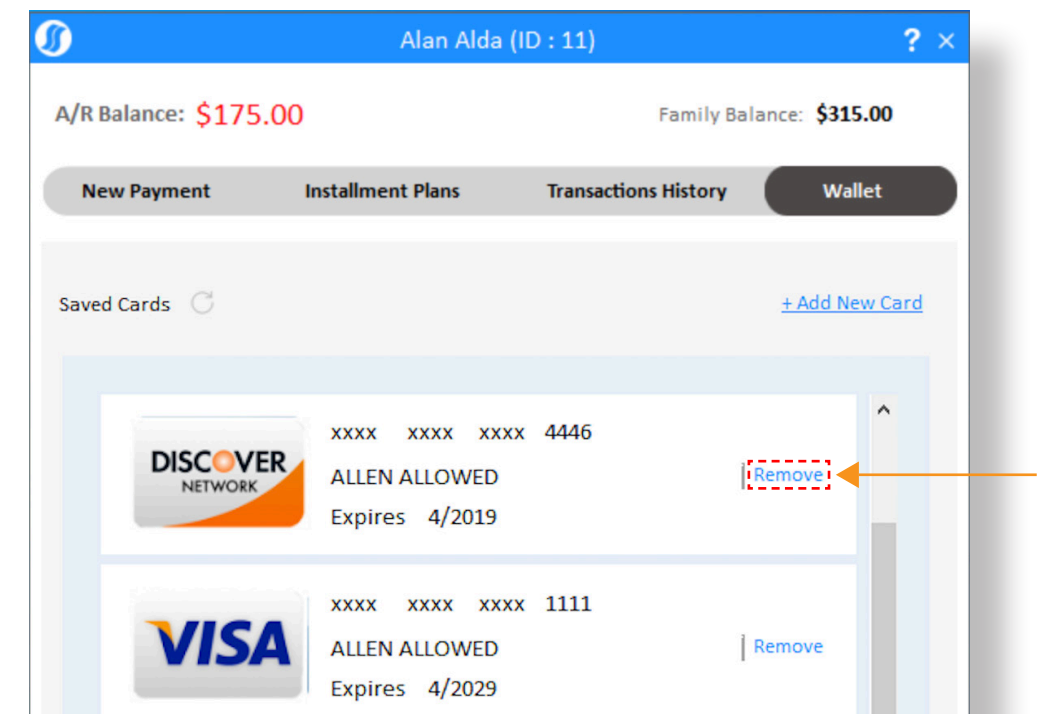 Alan Alda (ID : 11) ? ×
A/R Balance: $175.00 Family Balance: $315.00
New Payment Installment Plans Transactions History Wallet
Saved Cards + Add New Card
DISCOVER
NETWORK
xxxx xxxx xxxx 4446
ALLEN ALLOWED
Expires 4/2019
Remove
VISA
xxxx xxxx xxxx 1111
ALLEN ALLOWED
Expires 4/2029
Remove